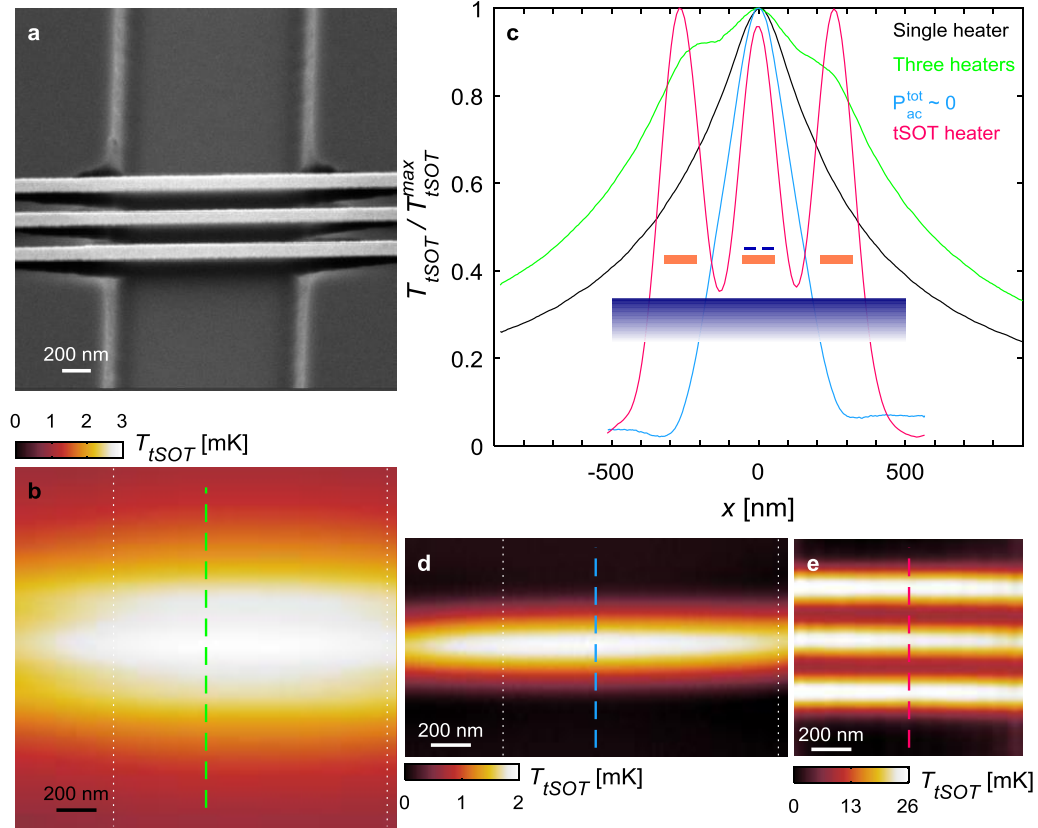 a
200 nm
0 1 2 3
T_tSOT [mK]
b
200 nm
c
Single heater
Three heaters
P_ac^tot ~ 0
tSOT heater
T_tSOT / T_tSOT^max
1
0.8
0.6
0.4
0.2
0
-500 0 500
x [nm]
d
200 nm
0 1 2
T_tSOT [mK]
e
200 nm
0 13 26
T_tSOT [mK]